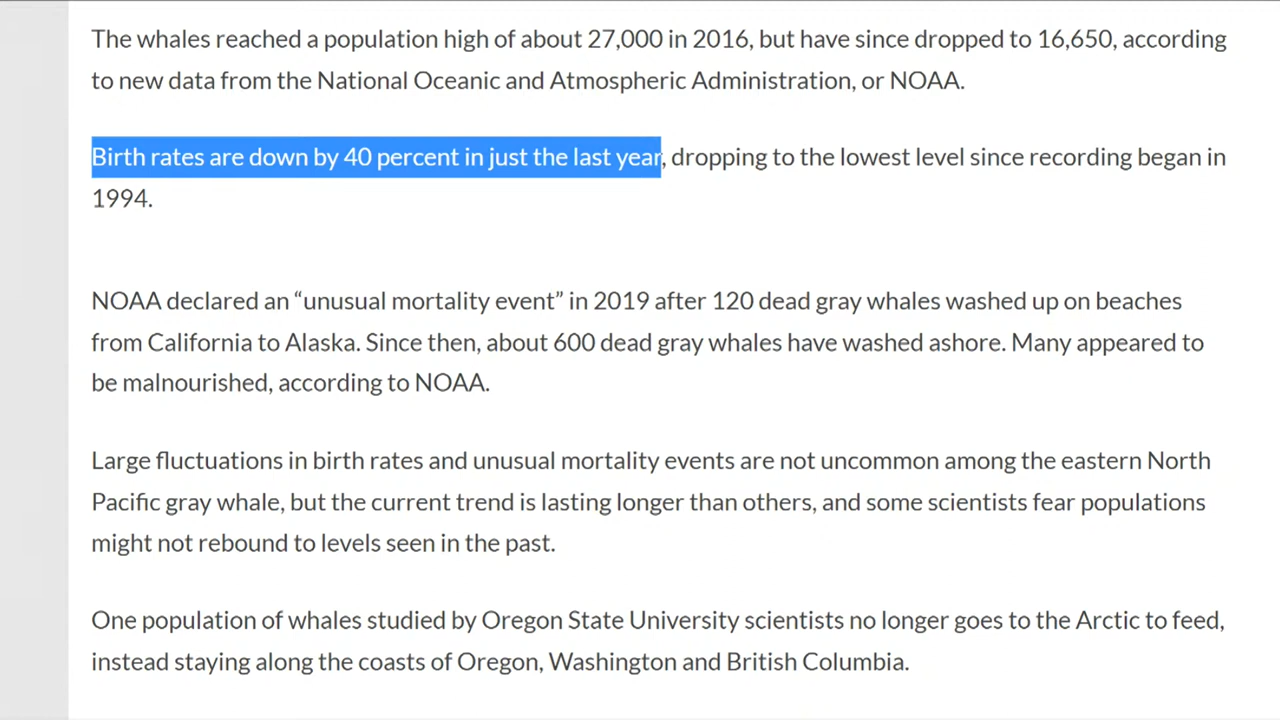 The whales reached a population high of about 27,000 in 2016, but have since dropped to 16,650, according
to new data from the National Oceanic and Atmospheric Administration, or NOAA.
Birth rates are down by 40 percent in just the last year, dropping to the lowest level since recording began in
1994.
NOAA declared an “unusual mortality event” in 2019 after 120 dead gray whales washed up on beaches
from California to Alaska. Since then, about 600 dead gray whales have washed ashore. Many appeared to
be malnourished, according to NOAA.
Large fluctuations in birth rates and unusual mortality events are not uncommon among the eastern North
Pacific gray whale, but the current trend is lasting longer than others, and some scientists fear populations
might not rebound to levels seen in the past.
One population of whales studied by Oregon State University scientists no longer goes to the Arctic to feed,
instead staying along the coasts of Oregon, Washington and British Columbia.